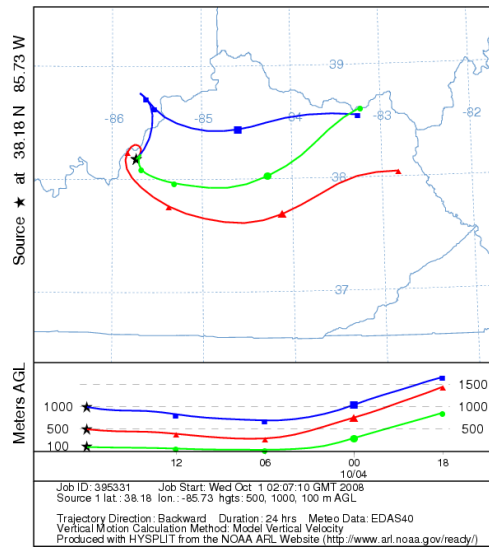 Source ★ at 38.18 N 85.73 W
39
-86
-85
-84
-83
-82
38
37
Meters AGL
1500
1000
1000
500
500
100
12
06
00
18
10/04
Job ID: 395331 Job Start: Wed Oct 1 02:07:10 GMT 2008
Source 1 lat.: 38.18 lon.: -85.73 hgts: 500, 1000, 100 m AGL
Trajectory Direction: Backward Duration: 24 hrs Meteo Data: EDAS40
Vertical Motion Calculation Method: Model Vertical Velocity
Produced with HYSPLIT from the NOAA ARL Website (http://www.arl.noaa.gov/ready/)